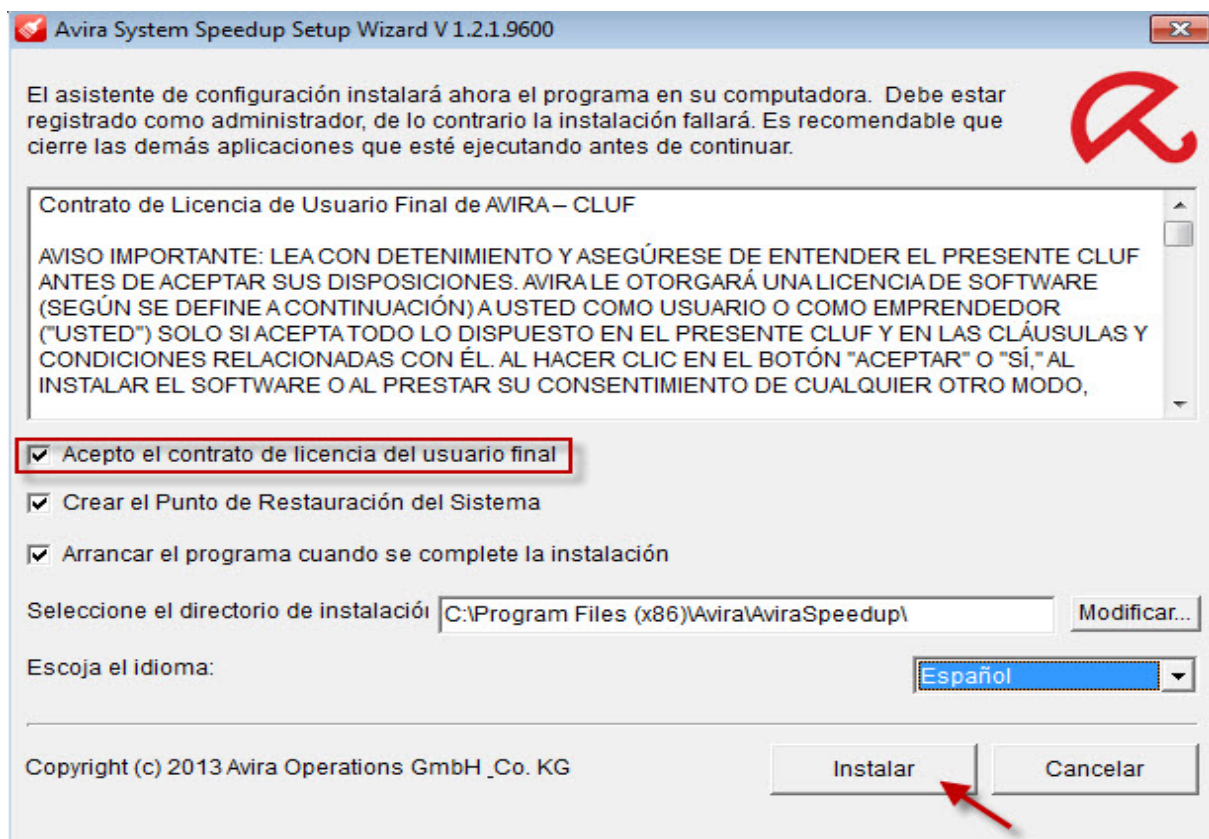 Avira System Speedup Setup Wizard V 1.2.1.9600
El asistente de configuración instalará ahora el programa en su computadora. Debe estar
registrado como administrador, de lo contrario la instalación fallará. Es recomendable que
cierre las demás aplicaciones que esté ejecutando antes de continuar.
Contrato de Licencia de Usuario Final de AVIRA – CLUF
AVISO IMPORTANTE: LEA CON DETENIMIENTO Y ASEGÚRESE DE ENTENDER EL PRESENTE CLUF
ANTES DE ACEPTAR SUS DISPOSICIONES. AVIRA LE OTORGARÁ UNA LICENCIA DE SOFTWARE
(SEGÚN SE DEFINE A CONTINUACIÓN) A USTED COMO USUARIO O COMO EMPRENDEDOR
("USTED") SOLO SI ACEPTA TODO LO DISPUESTO EN EL PRESENTE CLUF Y EN LAS CLÁUSULAS Y
CONDICIONES RELACIONADAS CON ÉL. AL HACER CLIC EN EL BOTÓN "ACEPTAR" O "SÍ," AL
INSTALAR EL SOFTWARE O AL PRESTAR SU CONSENTIMIENTO DE CUALQUIER OTRO MODO,
Acepto el contrato de licencia del usuario final
Crear el Punto de Restauración del Sistema
Arrancar el programa cuando se complete la instalación
Seleccione el directorio de instalación C:\Program Files (x86)\Avira\AviraSpeedup\ Modificar...
Escoja el idioma: Español
Copyright (c) 2013 Avira Operations GmbH _Co. KG Instalar Cancelar